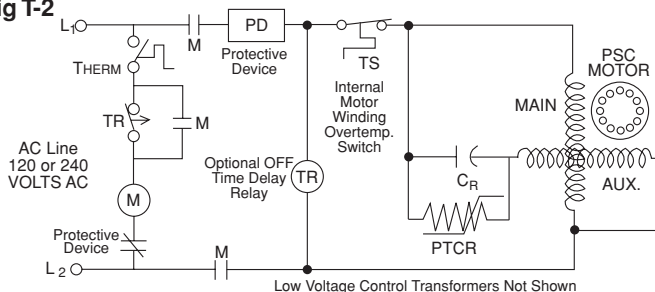 ig T-2
L1
M
PD
Protective
Device
TS
Internal
Motor
Winding
Overtemp.
Switch
PSC
MOTOR
THERM
TR
M
MAIN
AC Line
120 or 240
VOLTS AC
Optional OFF
Time Delay
Relay
TR
CR
AUX.
M
Protective
Device
PTCR
L2
M
Low Voltage Control Transformers Not Shown